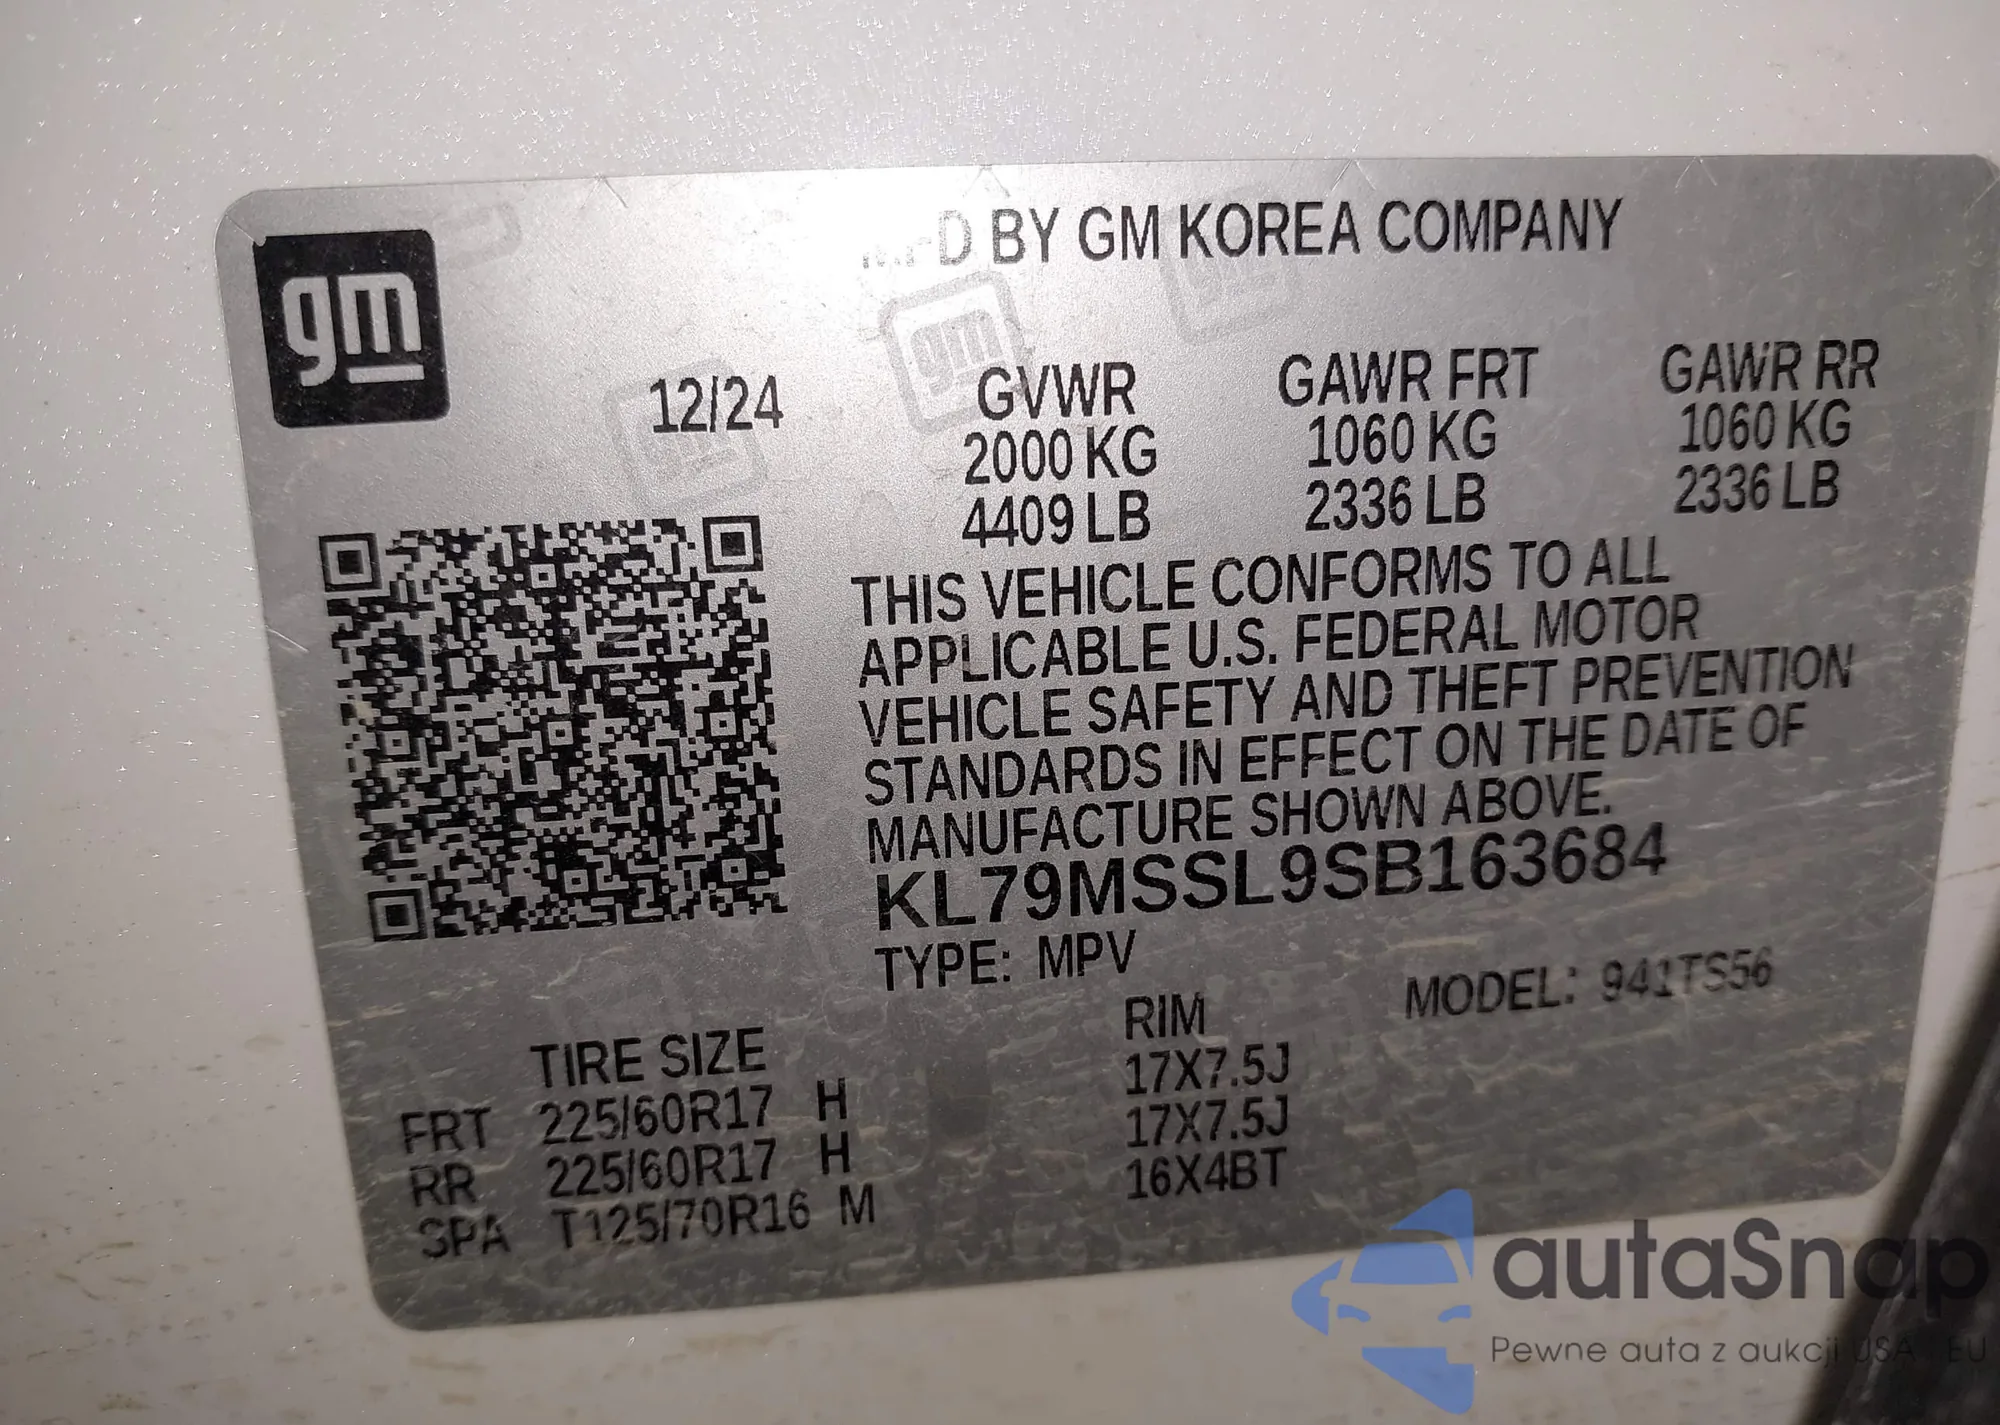 gm
MFD BY GM KOREA COMPANY
12/24
GVWR GAWR FRT GAWR RR
2000 KG 1060 KG 1060 KG
4409 LB 2336 LB 2336 LB
THIS VEHICLE CONFORMS TO ALL
APPLICABLE U.S. FEDERAL MOTOR
VEHICLE SAFETY AND THEFT PREVENTION
STANDARDS IN EFFECT ON THE DATE OF
MANUFACTURE SHOWN ABOVE.
KL79MSSL9SB163684
TYPE: MPV MODEL: 941TS56
TIRE SIZE RIM
FRT 225/60R17 H 17X7.5J
RR 225/60R17 H 17X7.5J
SPA T125/70R16 M 16X4BT
autaSnap
Pewne auta z aukcji USA EU